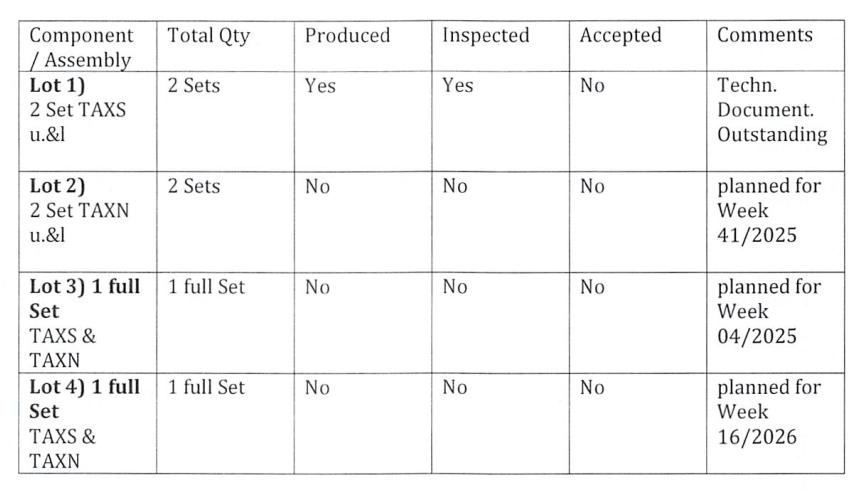 Component / Assembly | Total Qty | Produced | Inspected | Accepted | Comments
Lot 1) 2 Set TAXS u.&l | 2 Sets | Yes | Yes | No | Techn. Document. Outstanding
Lot 2) 2 Set TAXN u.&l | 2 Sets | No | No | No | planned for Week 41/2025
Lot 3) 1 full Set TAXS & TAXN | 1 full Set | No | No | No | planned for Week 04/2025
Lot 4) 1 full Set TAXS & TAXN | 1 full Set | No | No | No | planned for Week 16/2026